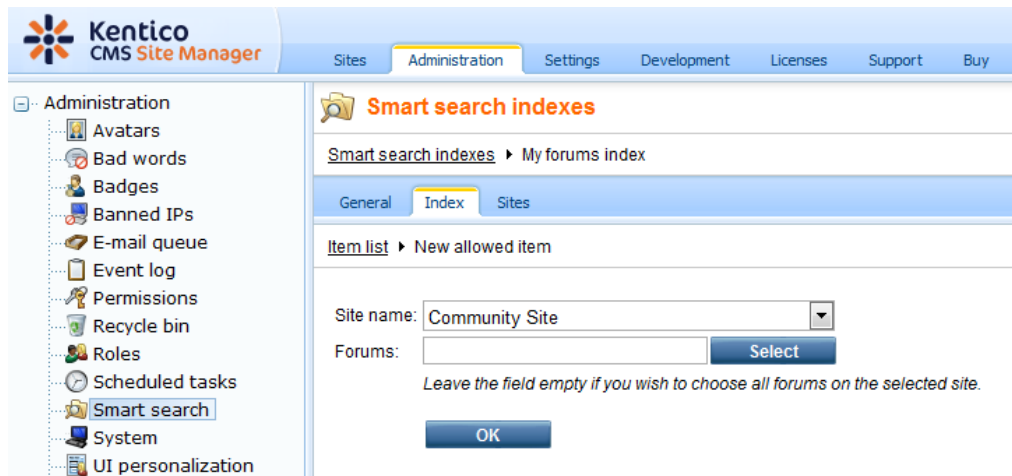 Kentico
CMS Site Manager
Sites Administration Settings Development Licenses Support Buy
Administration
Avatars
Bad words
Badges
Banned IPs
E-mail queue
Event log
Permissions
Recycle bin
Roles
Scheduled tasks
Smart search
System
UI personalization
Smart search indexes
Smart search indexes My forums index
General Index Sites
Item list New allowed item
Site name: Community Site
Forums: Select
Leave the field empty if you wish to choose all forums on the selected site.
OK